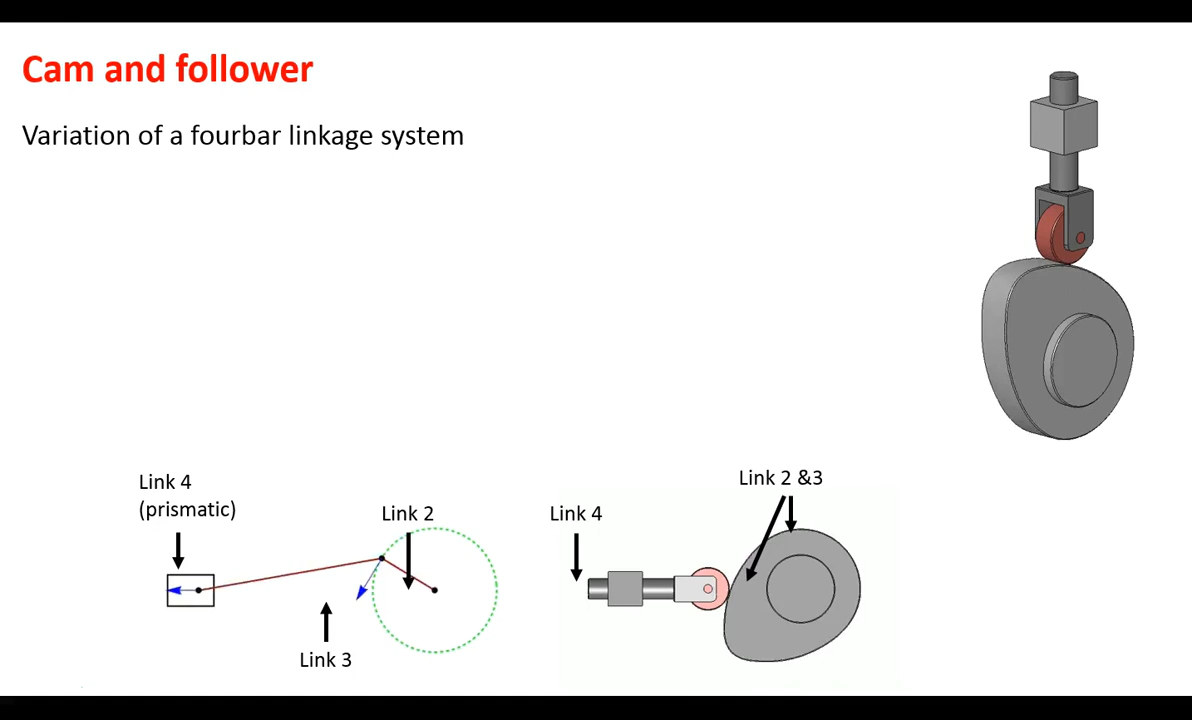 Cam and follower
Variation of a fourbar linkage system
Link 4
(prismatic)
Link 2
Link 3
Link 4
Link 2 &3